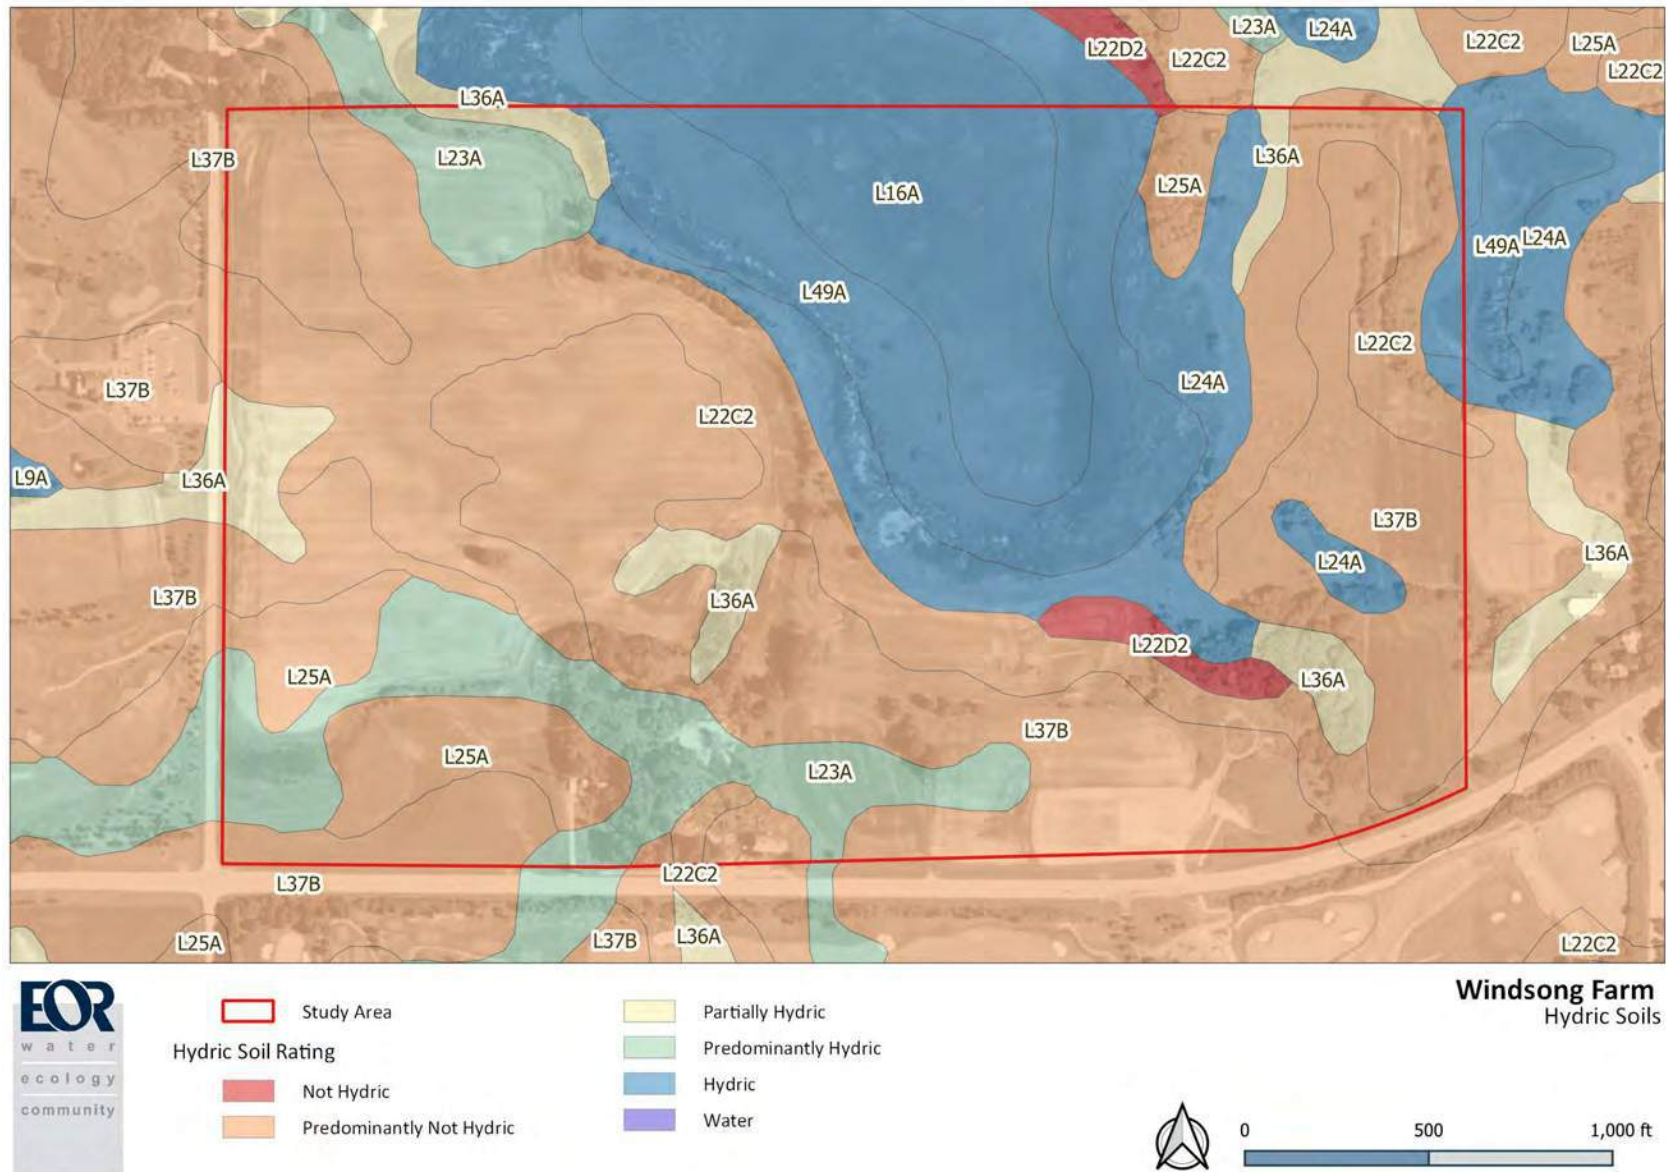 L23A
L24A
L22D2
L22C2
L22C2
L25A
L22C2
L36A
L37B
L23A
L16A
L25A
L36A
L49A
L24A
L49A
L22C2
L37B
L22C2
L24A
L9A
L36A
L37B
L24A
L36A
L37B
L36A
L22D2
L25A
L36A
L37B
L25A
L23A
L37B
L22C2
L25A
L37B
L36A
L22C2
EOR
water
ecology
community
Study Area
Hydric Soil Rating
Not Hydric
Predominantly Not Hydric
Partially Hydric
Predominantly Hydric
Hydric
Water
Windsong Farm
Hydric Soils
0 500 1,000 ft